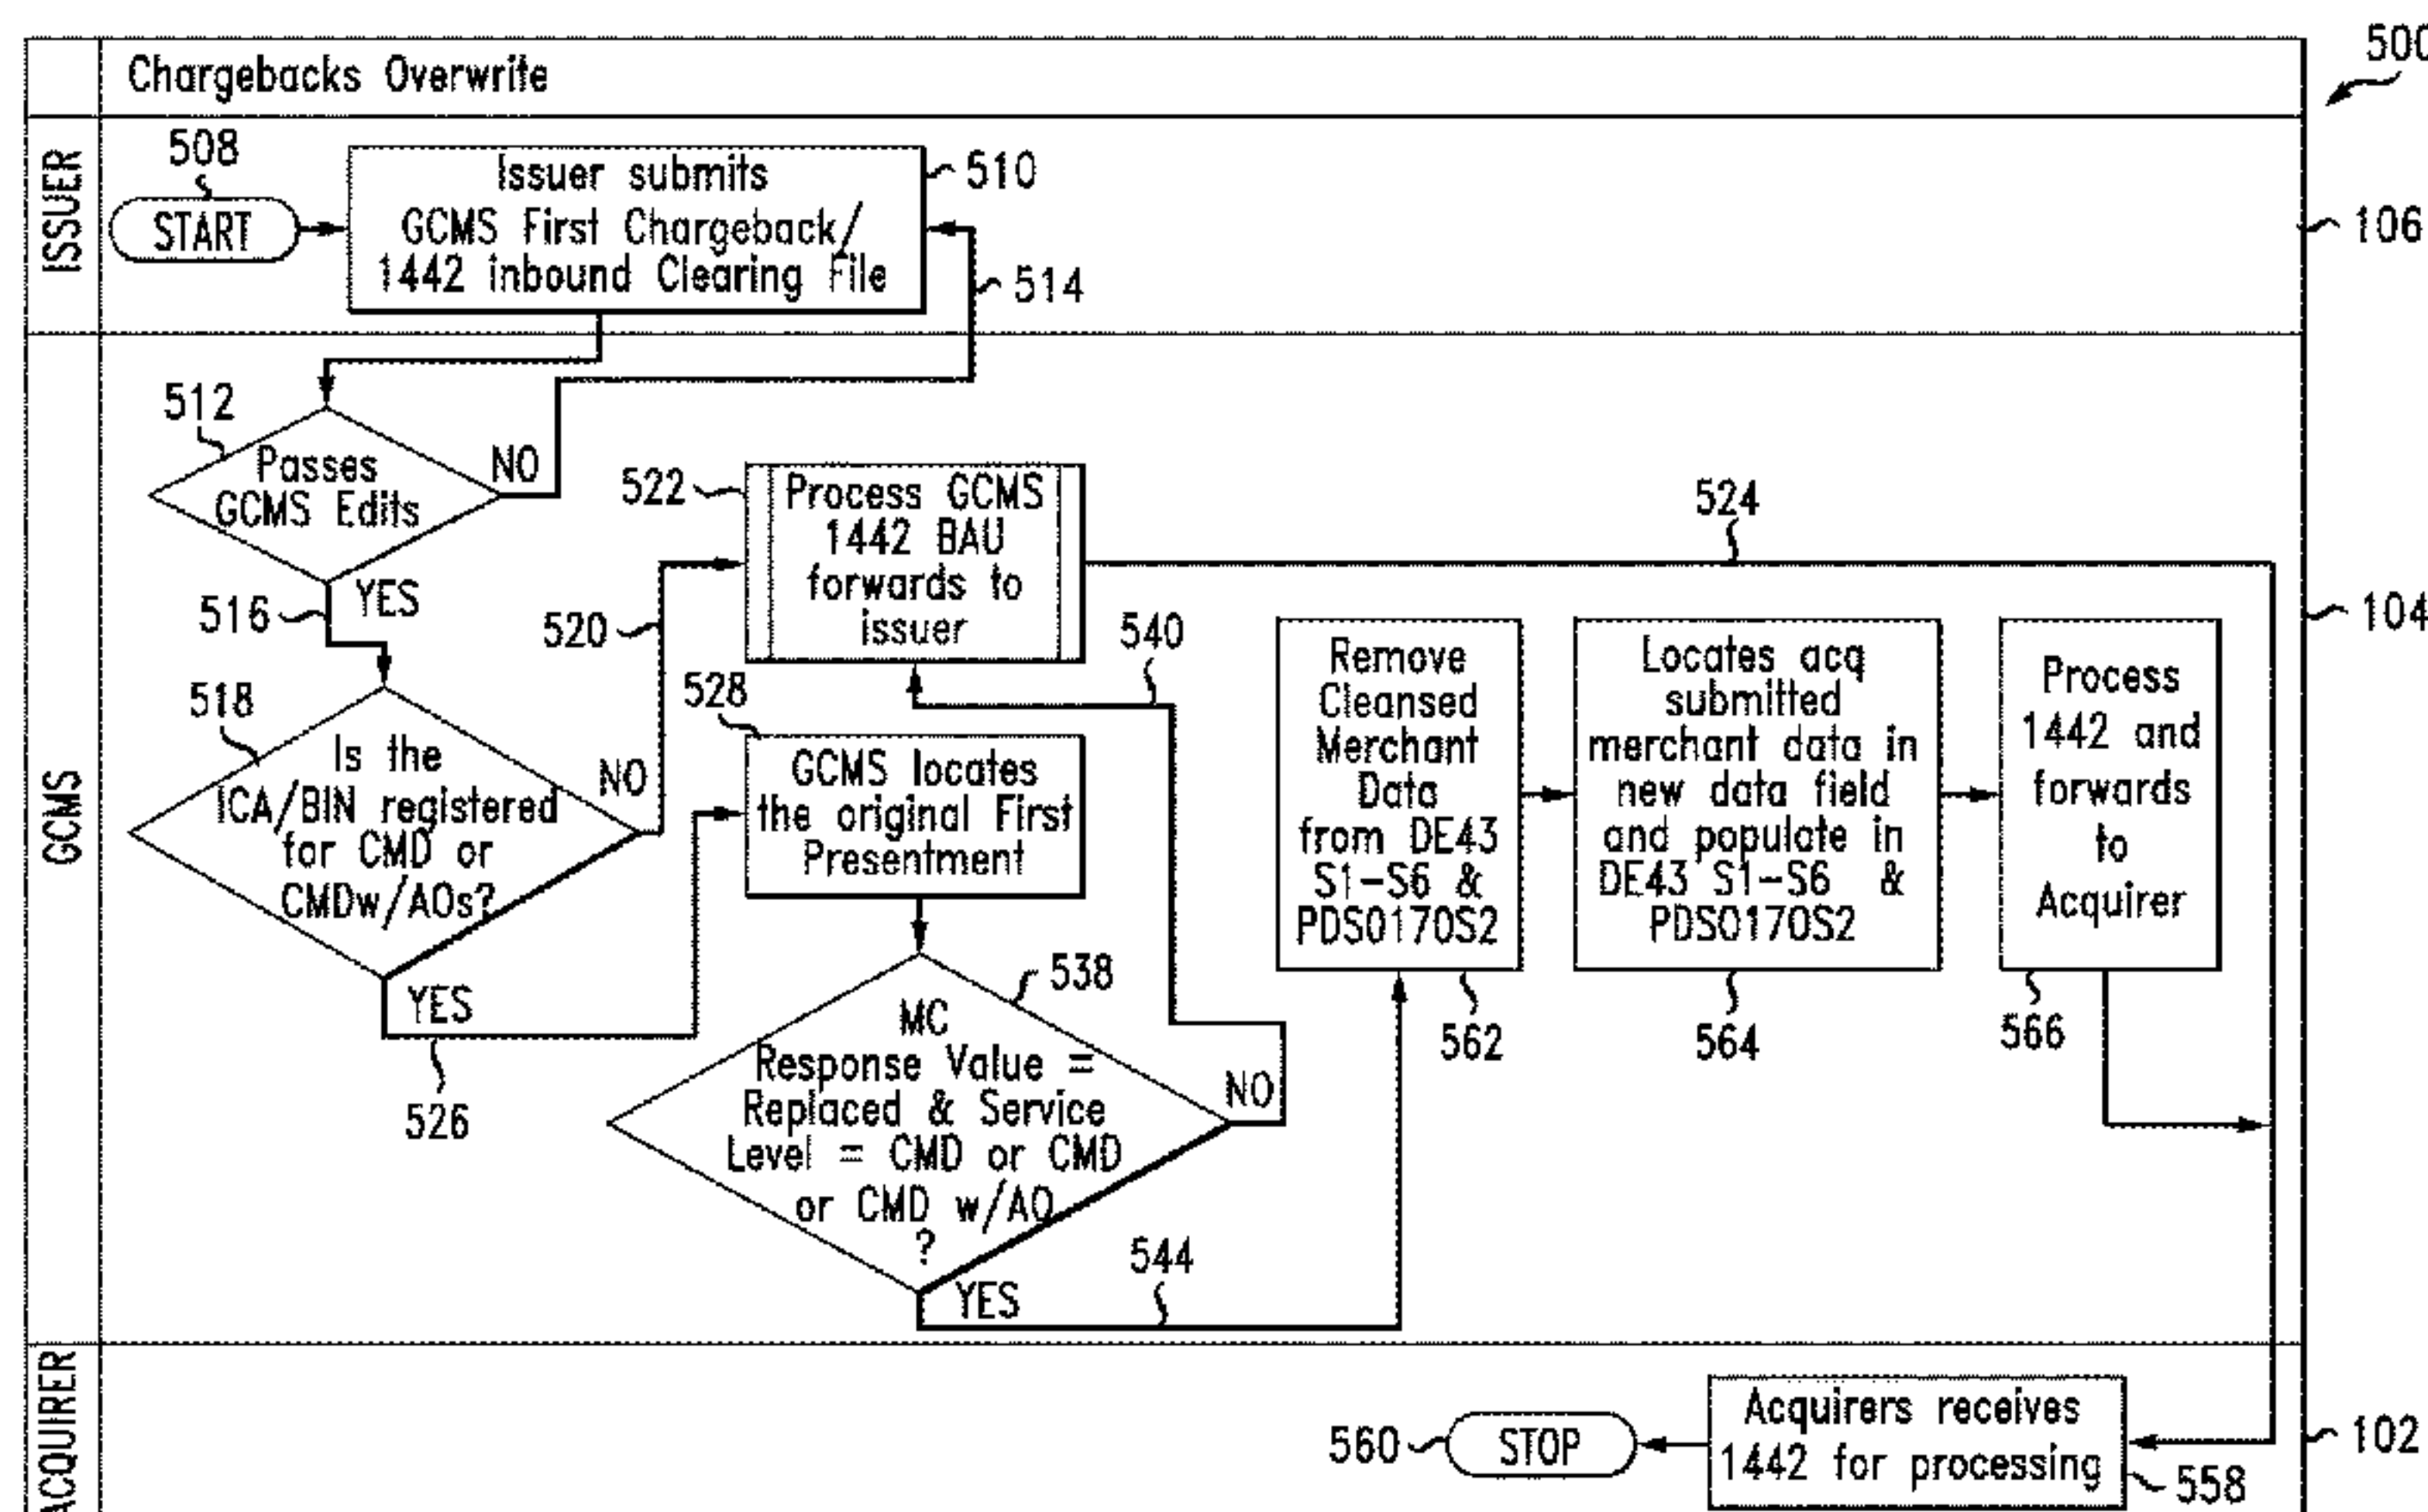 500
Chargebacks Overwrite
ISSUER
508
START
Issuer submits
GCMS First Chargeback/
1442 inbound Clearing File
510
514
106
GCMS
512
Passes
GCMS Edits
NO
YES
516
518
Is the
ICA/BIN registered
for CMD or
CMDw/AOs?
NO
YES
520
522
Process GCMS
1442 BAU
forwards to
issuer
524
526
528
GCMS locates
the original First
Presentment
538
MC
Response Value =
Replaced & Service
Level = CMD or CMD
or CMD w/AO
?
NO
YES
540
544
Remove
Cleansed
Merchant
Data
from DE43
S1-S6 &
PDS0170S2
562
Locates acq
submitted
merchant data in
new data field
and populate in
DE43 S1-S6 &
PDS0170S2
564
Process
1442 and
forwards
to
Acquirer
566
104
ACQUIRER
560
STOP
Acquirers receives
1442 for processing
558
102